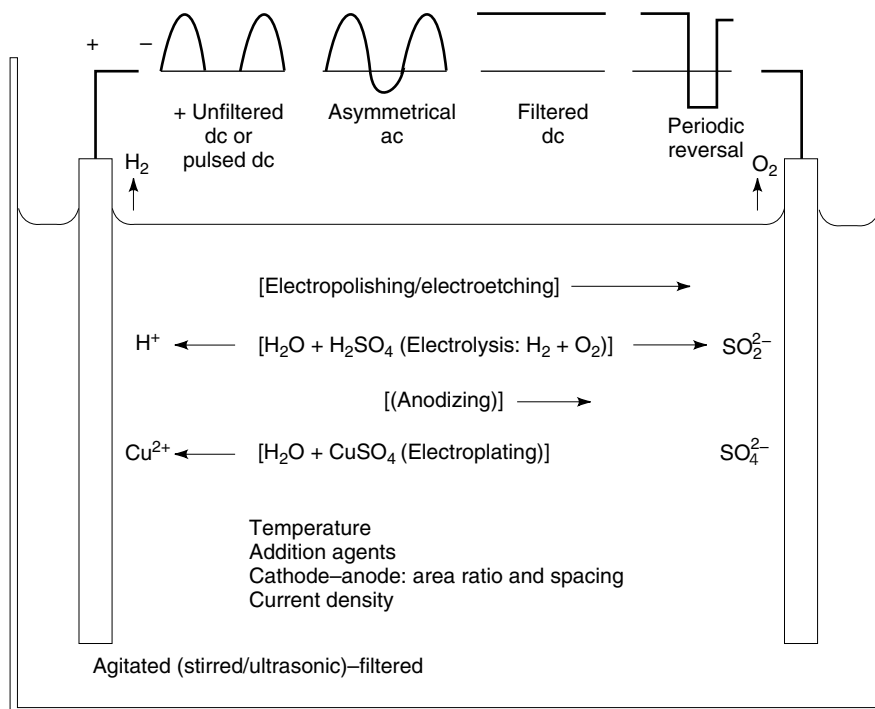 + −
+ Unfiltered
dc or
pulsed dc
Asymmetrical
ac
Filtered
dc
Periodic
reversal
H₂
O₂
[Electropolishing/electroetching]
H⁺ [H₂O + H₂SO₄ (Electrolysis: H₂ + O₂)] SO₂²⁻
[(Anodizing)]
Cu²⁺ [H₂O + CuSO₄ (Electroplating)] SO₄²⁻
Temperature
Addition agents
Cathode–anode: area ratio and spacing
Current density
Agitated (stirred/ultrasonic)–filtered